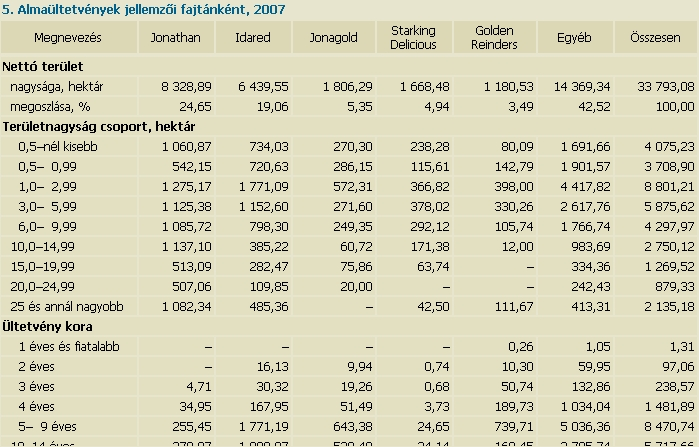 5. Almaültetvények jellemzői fajtánként, 2007
Megnevezés Jonathan Idared Jonagold Starking Delicious Golden Reinders Egyéb Összesen
Nettó terület
nagysága, hektár 8 328,89 6 439,55 1 806,29 1 668,48 1 180,53 14 369,34 33 793,08
megoszlása, % 24,65 19,06 5,35 4,94 3,49 42,52 100,00
Területnagyság csoport, hektár
0,5–nél kisebb 1 060,87 734,03 270,30 238,28 80,09 1 691,66 4 075,23
0,5– 0,99 542,15 720,63 286,15 115,61 142,79 1 901,57 3 708,90
1,0– 2,99 1 275,17 1 771,09 572,31 366,82 398,00 4 417,82 8 801,21
3,0– 5,99 1 125,38 1 152,60 271,60 378,02 330,26 2 617,76 5 875,62
6,0– 9,99 1 085,72 798,30 249,35 292,12 105,74 1 766,74 4 297,97
10,0–14,99 1 137,10 385,22 60,72 171,38 12,00 983,69 2 750,12
15,0–19,99 513,09 282,47 75,86 63,74 – 334,36 1 269,52
20,0–24,99 507,06 109,85 20,00 – – 242,43 879,33
25 és annál nagyobb 1 082,34 485,36 – 42,50 111,67 413,31 2 135,18
Ültetvény kora
1 éves és fiatalabb – – – – 0,26 1,05 1,31
2 éves – 16,13 9,94 0,74 10,30 59,95 97,06
3 éves 4,71 30,32 19,26 0,68 50,74 132,86 238,57
4 éves 34,95 167,95 51,49 3,73 189,73 1 034,04 1 481,89
5– 9 éves 255,45 1 771,19 643,38 24,65 739,71 5 036,36 8 470,74